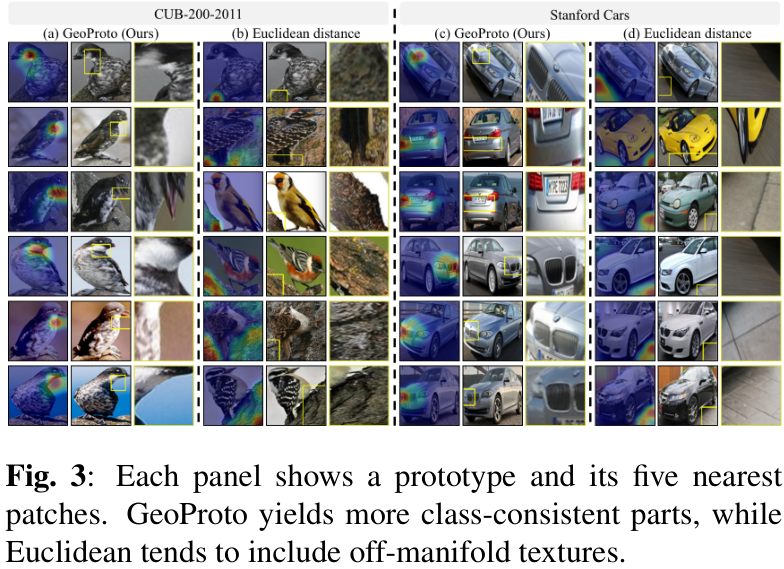 CUB-200-2011
Stanford Cars
(a) GeoProto (Ours)
(b) Euclidean distance
(c) GeoProto (Ours)
(d) Euclidean distance
Fig. 3: Each panel shows a prototype and its five nearest
patches. GeoProto yields more class-consistent parts, while
Euclidean tends to include off-manifold textures.